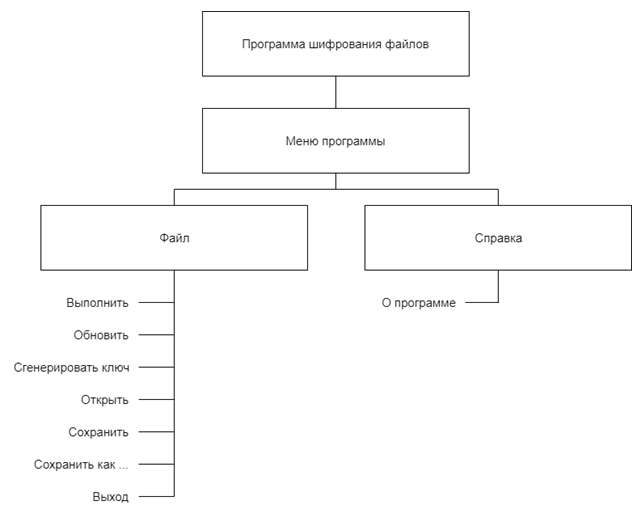 Программа шифрования файлов
Меню программы
Файл
Справка
Выполнить
О программе
Обновить
Сгенерировать ключ
Открыть
Сохранить
Сохранить как ...
Выход